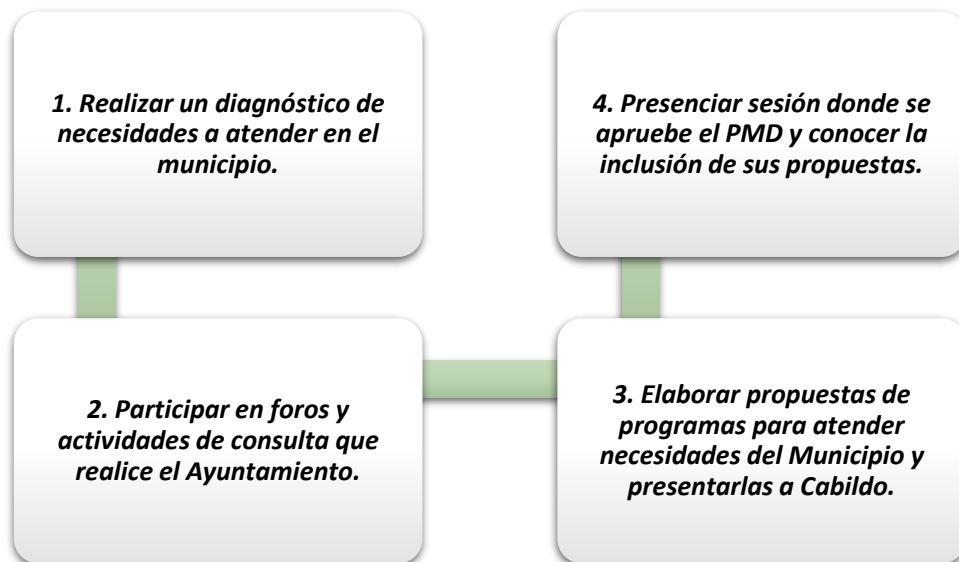 1. Realizar un diagnóstico de
necesidades a atender en el
municipio.
2. Participar en foros y
actividades de consulta que
realice el Ayuntamiento.
3. Elaborar propuestas de
programas para atender
necesidades del Municipio y
presentarlas a Cabildo.
4. Presenciar sesión donde se
apruebe el PMD y conocer la
inclusión de sus propuestas.